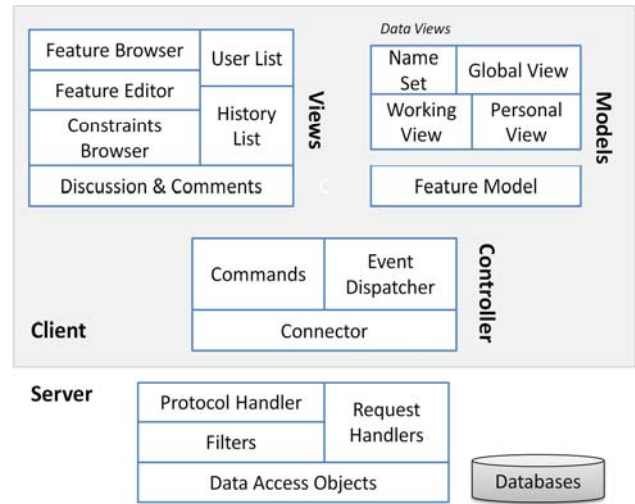 Feature Browser
User List
Feature Editor
Constraints
Browser
History
List
Discussion & Comments
Views
Data Views
Name
Set
Global View
Working
View
Personal
View
Feature Model
Models
Commands
Event
Dispatcher
Connector
Controller
Client
Server
Protocol Handler
Request
Handlers
Filters
Data Access Objects
Databases